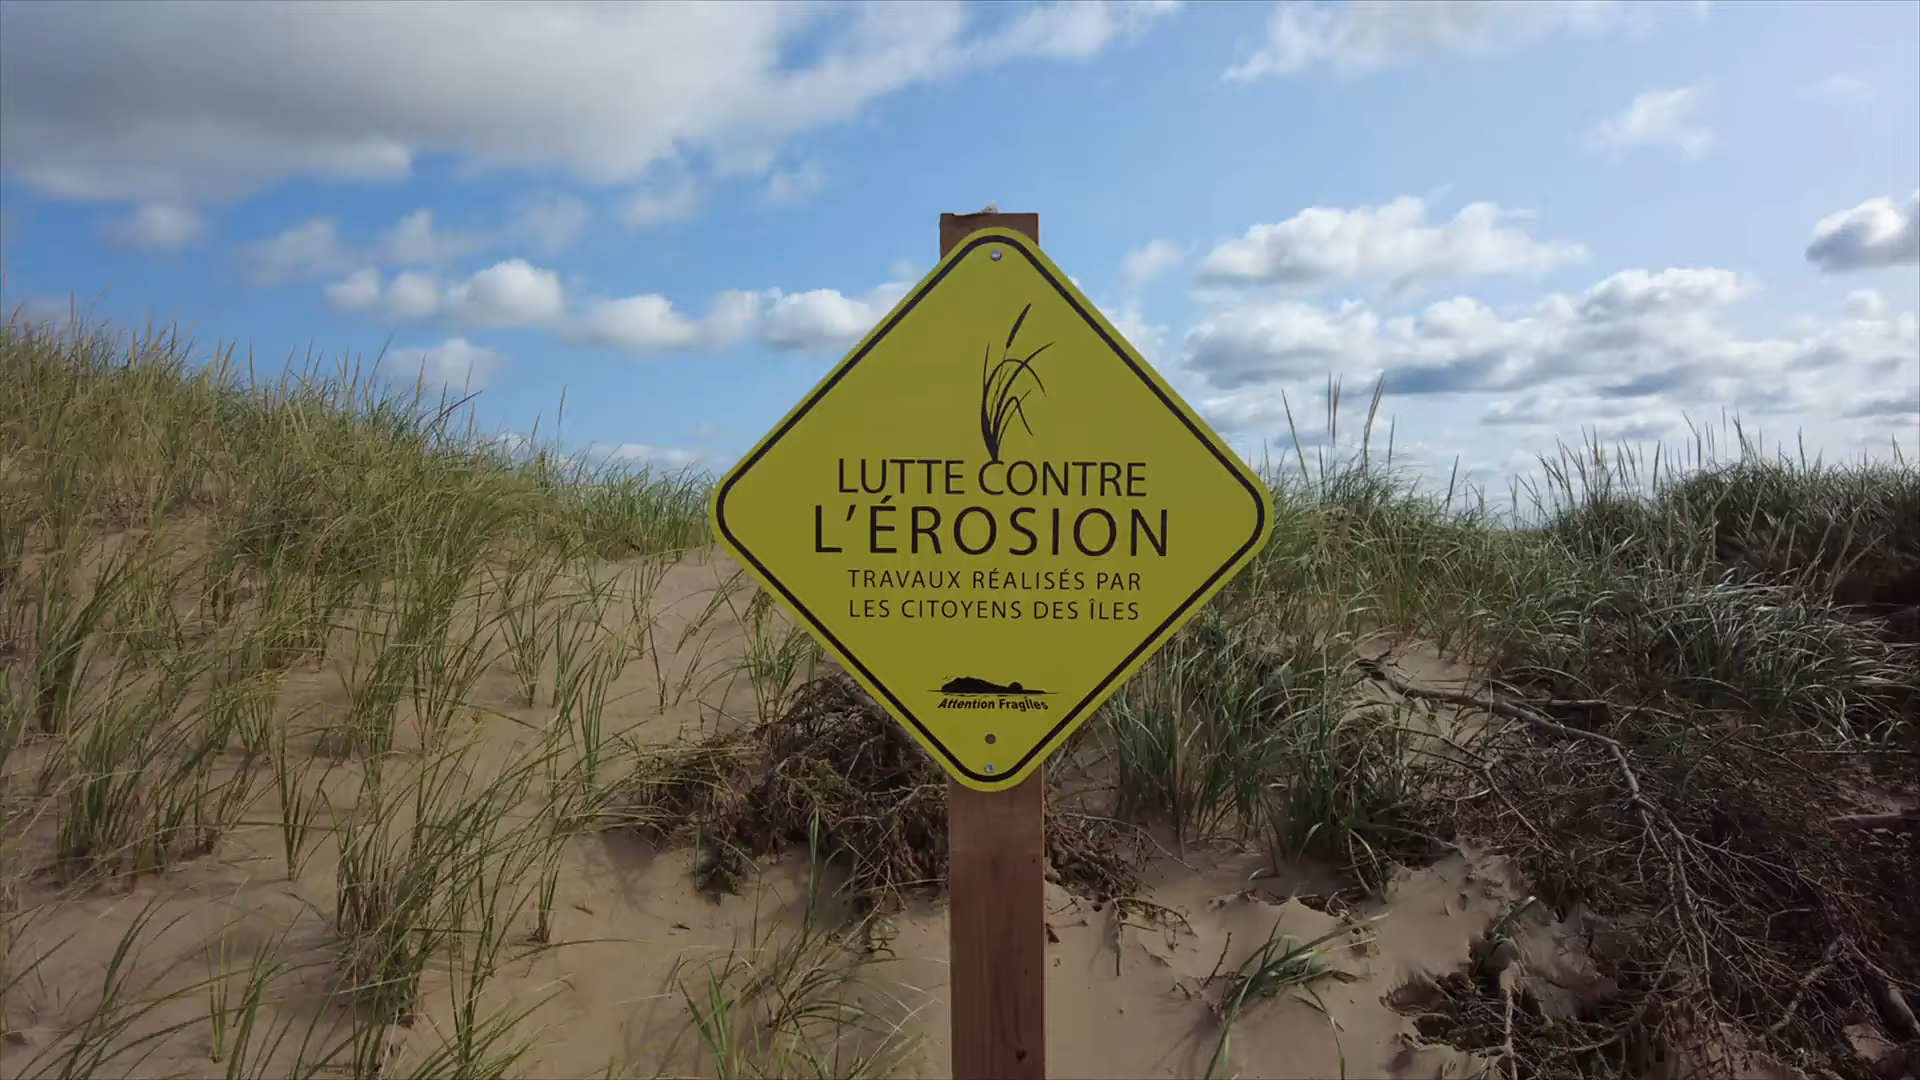 LUTTE CONTRE
L'ÉROSION
TRAVAUX RÉALISÉS PAR
LES CITOYENS DES ÎLES
Attention Fragîles